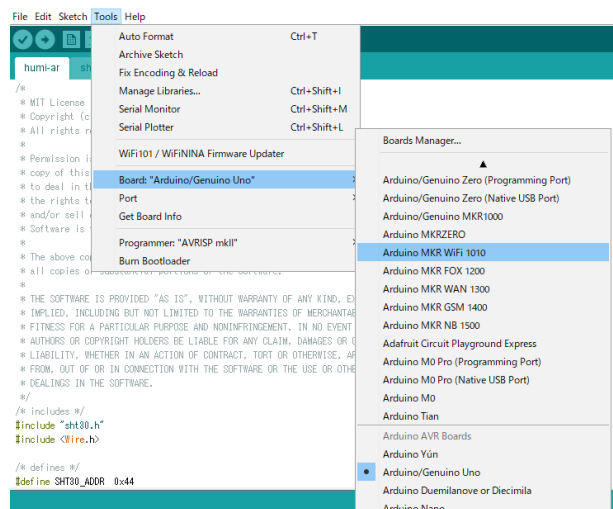 File Edit Sketch Tools Help
Auto Format Ctrl+T
Archive Sketch
Fix Encoding & Reload
Manage Libraries... Ctrl+Shift+I
Serial Monitor Ctrl+Shift+M
Serial Plotter Ctrl+Shift+L
WiFi101 / WiFiNINA Firmware Updater
Board: "Arduino/Genuino Uno"
Port
Get Board Info
Programmer: "AVRISP mkII"
Burn Bootloader
Boards Manager...
Arduino/Genuino Zero (Programming Port)
Arduino/Genuino Zero (Native USB Port)
Arduino/Genuino MKR1000
Arduino MKRZERO
Arduino MKR WiFi 1010
Arduino MKR FOX 1200
Arduino MKR WAN 1300
Arduino MKR GSM 1400
Arduino MKR NB 1500
Adafruit Circuit Playground Express
Arduino M0 Pro (Programming Port)
Arduino M0 Pro (Native USB Port)
Arduino M0
Arduino Tian
Arduino AVR Boards
Arduino Yún
Arduino/Genuino Uno
Arduino Duemilanove or Diecimila
Arduino Nano
humi-ar sh
/*
* MIT License
* Copyright (c
* All rights r
*
* Permission i
* copy of this
* to deal in t
* the rights t
* and/or sell
* Software is
*
* The above cop
* all copies or substantial portions of the Software.
*
* THE SOFTWARE IS PROVIDED "AS IS", WITHOUT WARRANTY OF ANY KIND, EX
* IMPLIED, INCLUDING BUT NOT LIMITED TO THE WARRANTIES OF MERCHANTAB
* FITNESS FOR A PARTICULAR PURPOSE AND NONINFRINGEMENT. IN NO EVENT
* AUTHORS OR COPYRIGHT HOLDERS BE LIABLE FOR ANY CLAIM, DAMAGES OR O
* LIABILITY, WHETHER IN AN ACTION OF CONTRACT, TORT OR OTHERWISE, AR
* FROM, OUT OF OR IN CONNECTION WITH THE SOFTWARE OR THE USE OR OTHE
* DEALINGS IN THE SOFTWARE.
*/
/* includes */
#include "sht30.h"
#include <Wire.h>
/* defines */
#define SHT30_ADDR 0x44